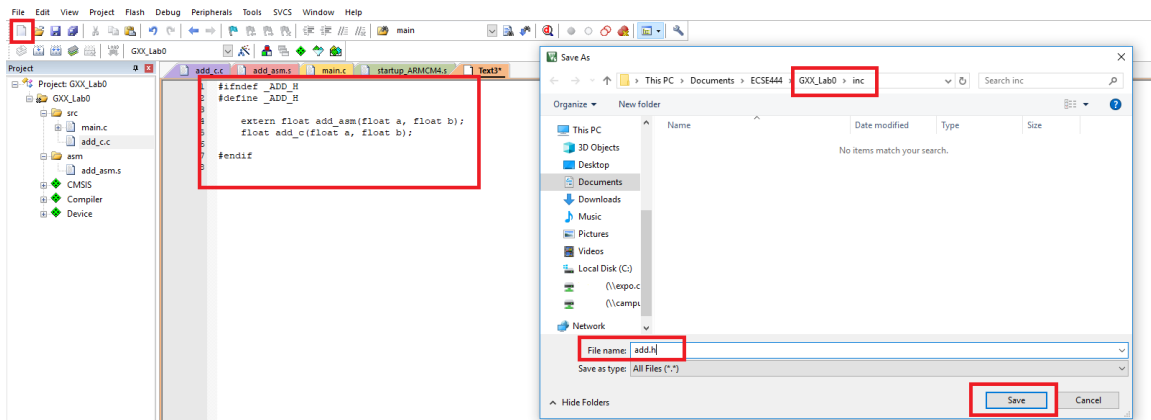 File Edit View Project Flash Debug Peripherals Tools SVCS Window Help
main
GXX_Lab0
Project
Project: GXX_Lab0
GXX_Lab0
src
main.c
add_c.c
asm
add_asm.s
CMSIS
Compiler
Device
add_c.c add_asm.s main.c startup_ARMCM4.s Text3*
1 #ifndef _ADD_H
2 #define _ADD_H
3
4 extern float add_asm(float a, float b);
5 float add_c(float a, float b);
6
7 #endif
8
Save As
This PC > Documents > ECSE444 > GXX_Lab0 > inc
Search inc
Organize New folder
Name Date modified Type Size
No items match your search.
This PC
3D Objects
Desktop
Documents
Downloads
Music
Pictures
Videos
Local Disk (C:)
(\\expo.c
(\\campu
Network
File name: add.h
Save as type: All Files (*.*)
Hide Folders
Save Cancel